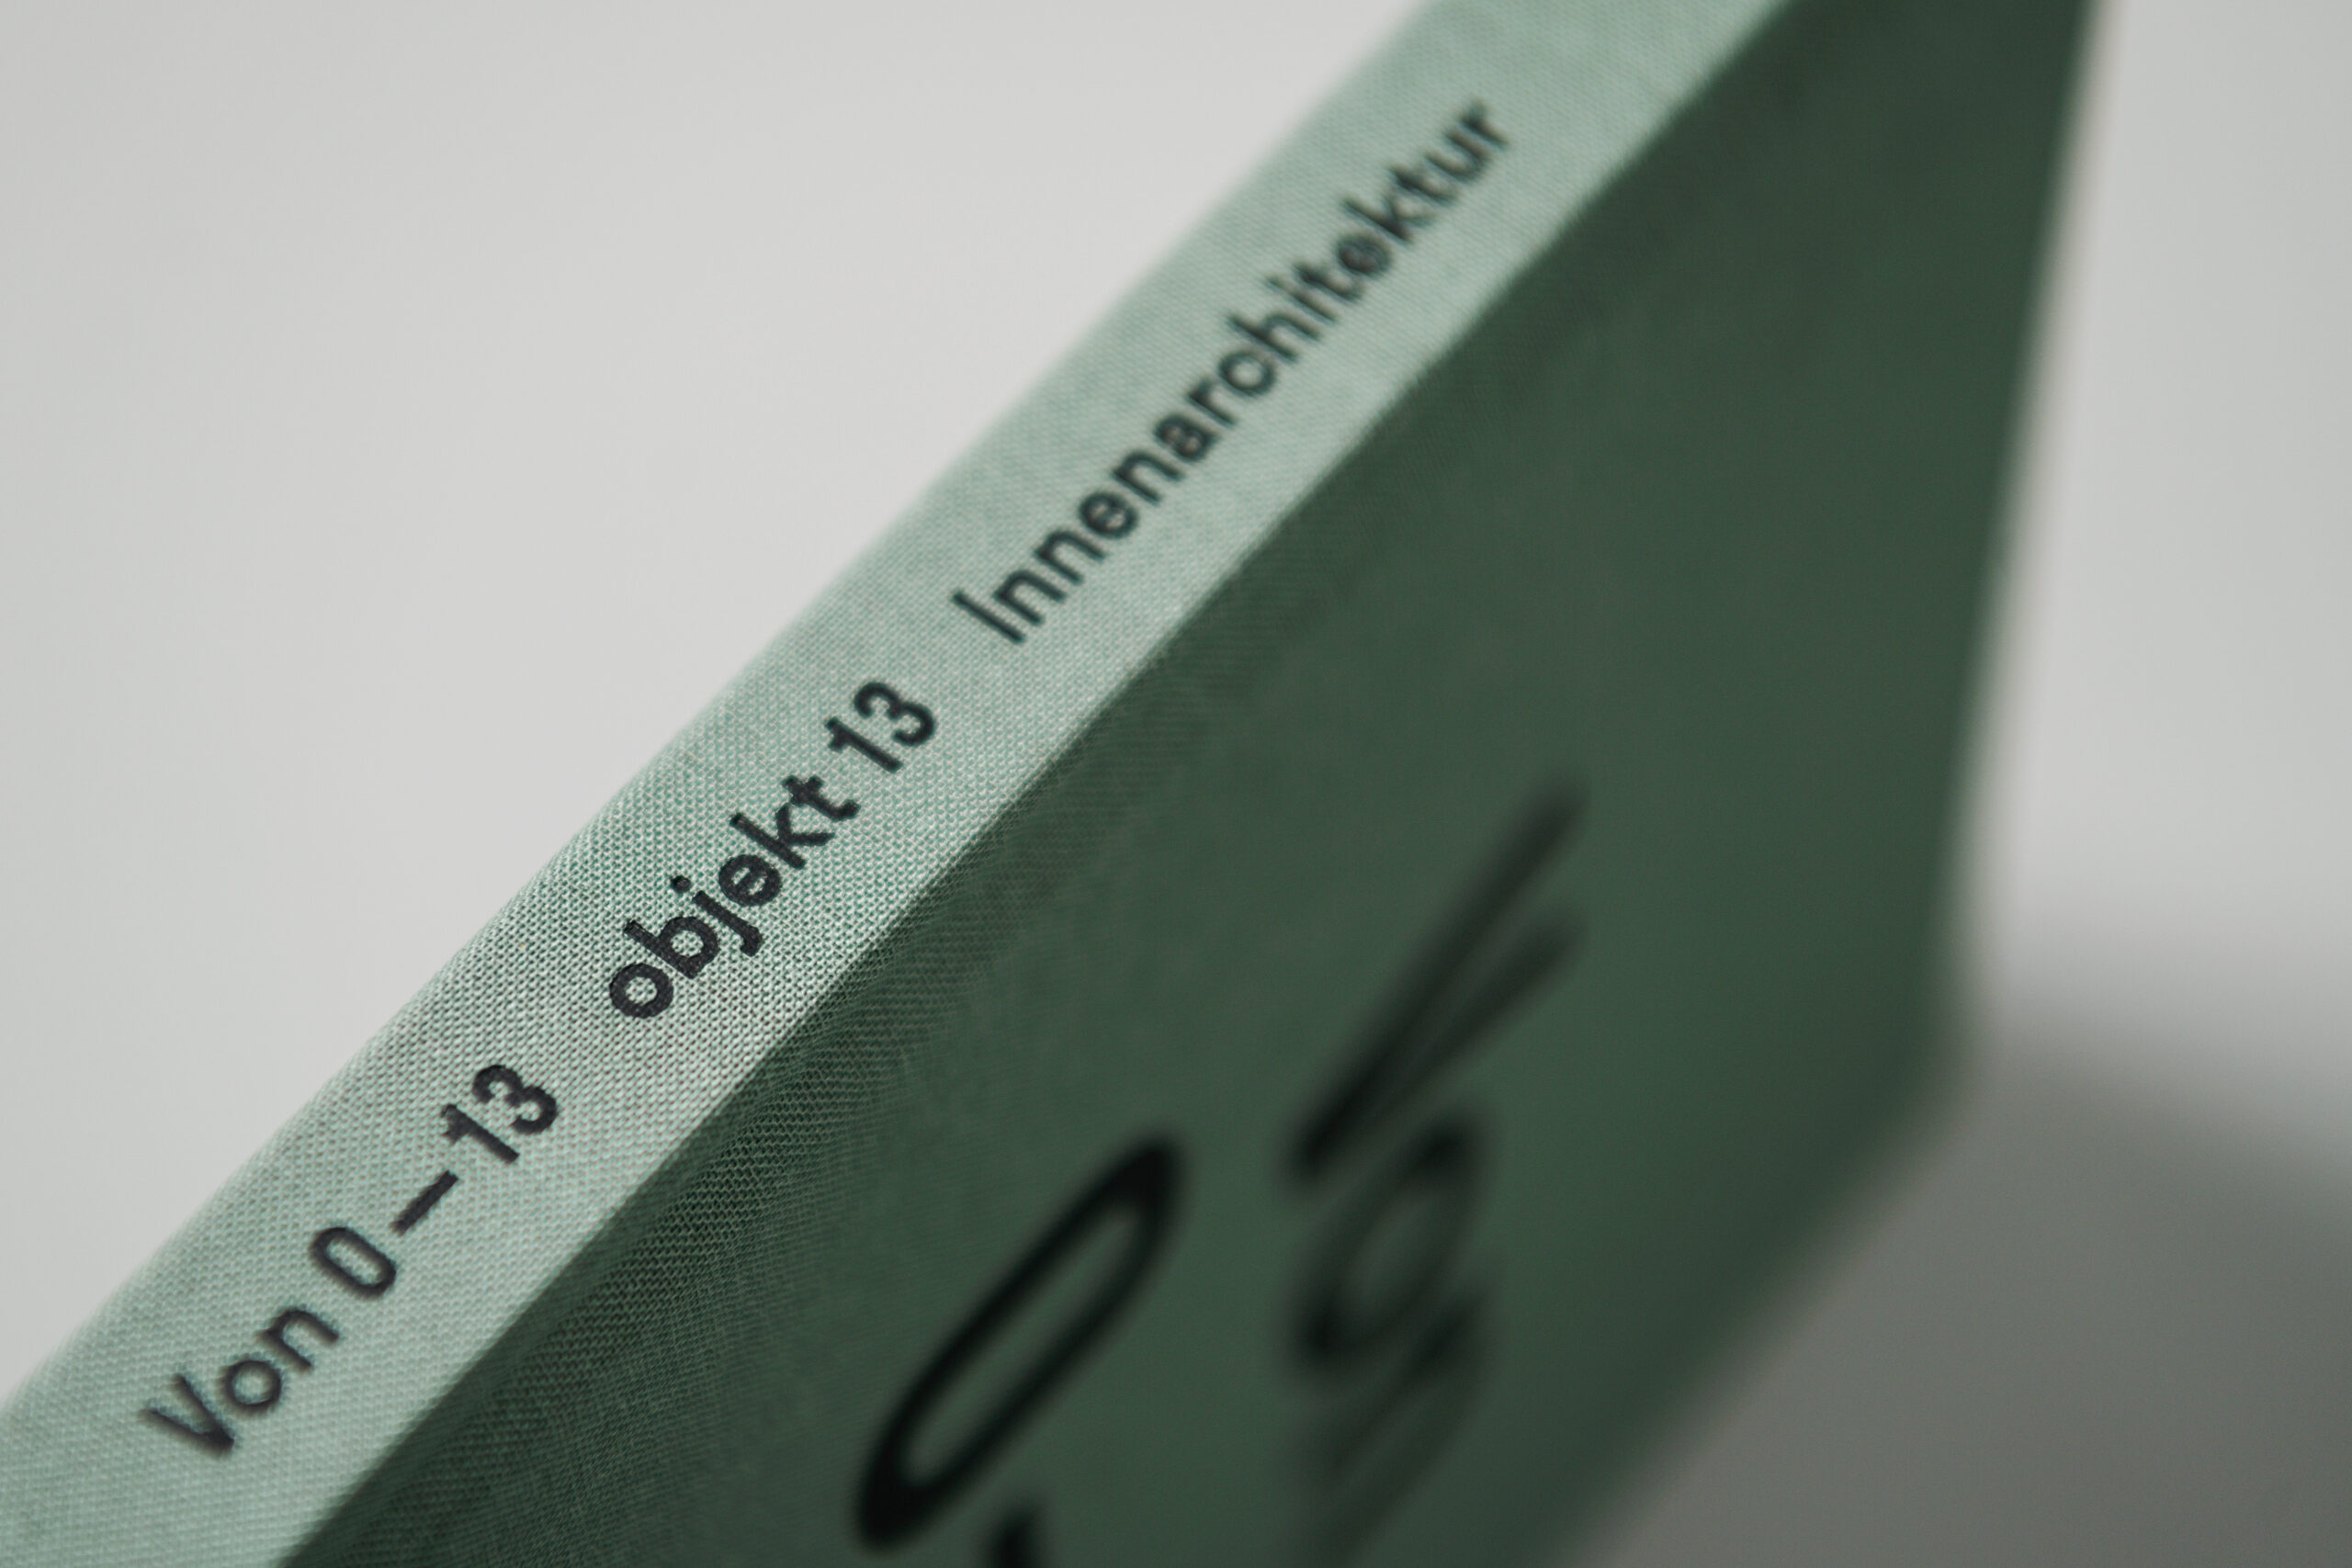 Von 0 – 13 objekt 13 Innenarchitektur